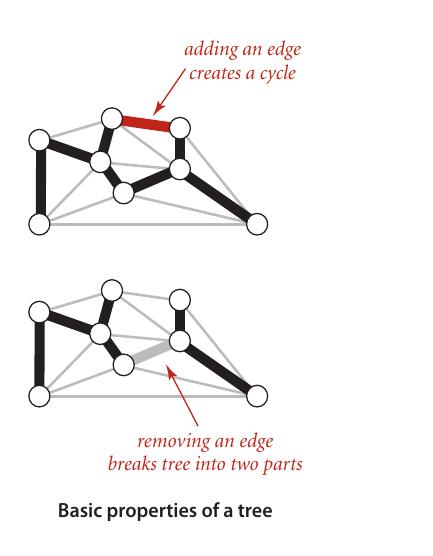 adding an edge
creates a cycle
removing an edge
breaks tree into two parts
Basic properties of a tree